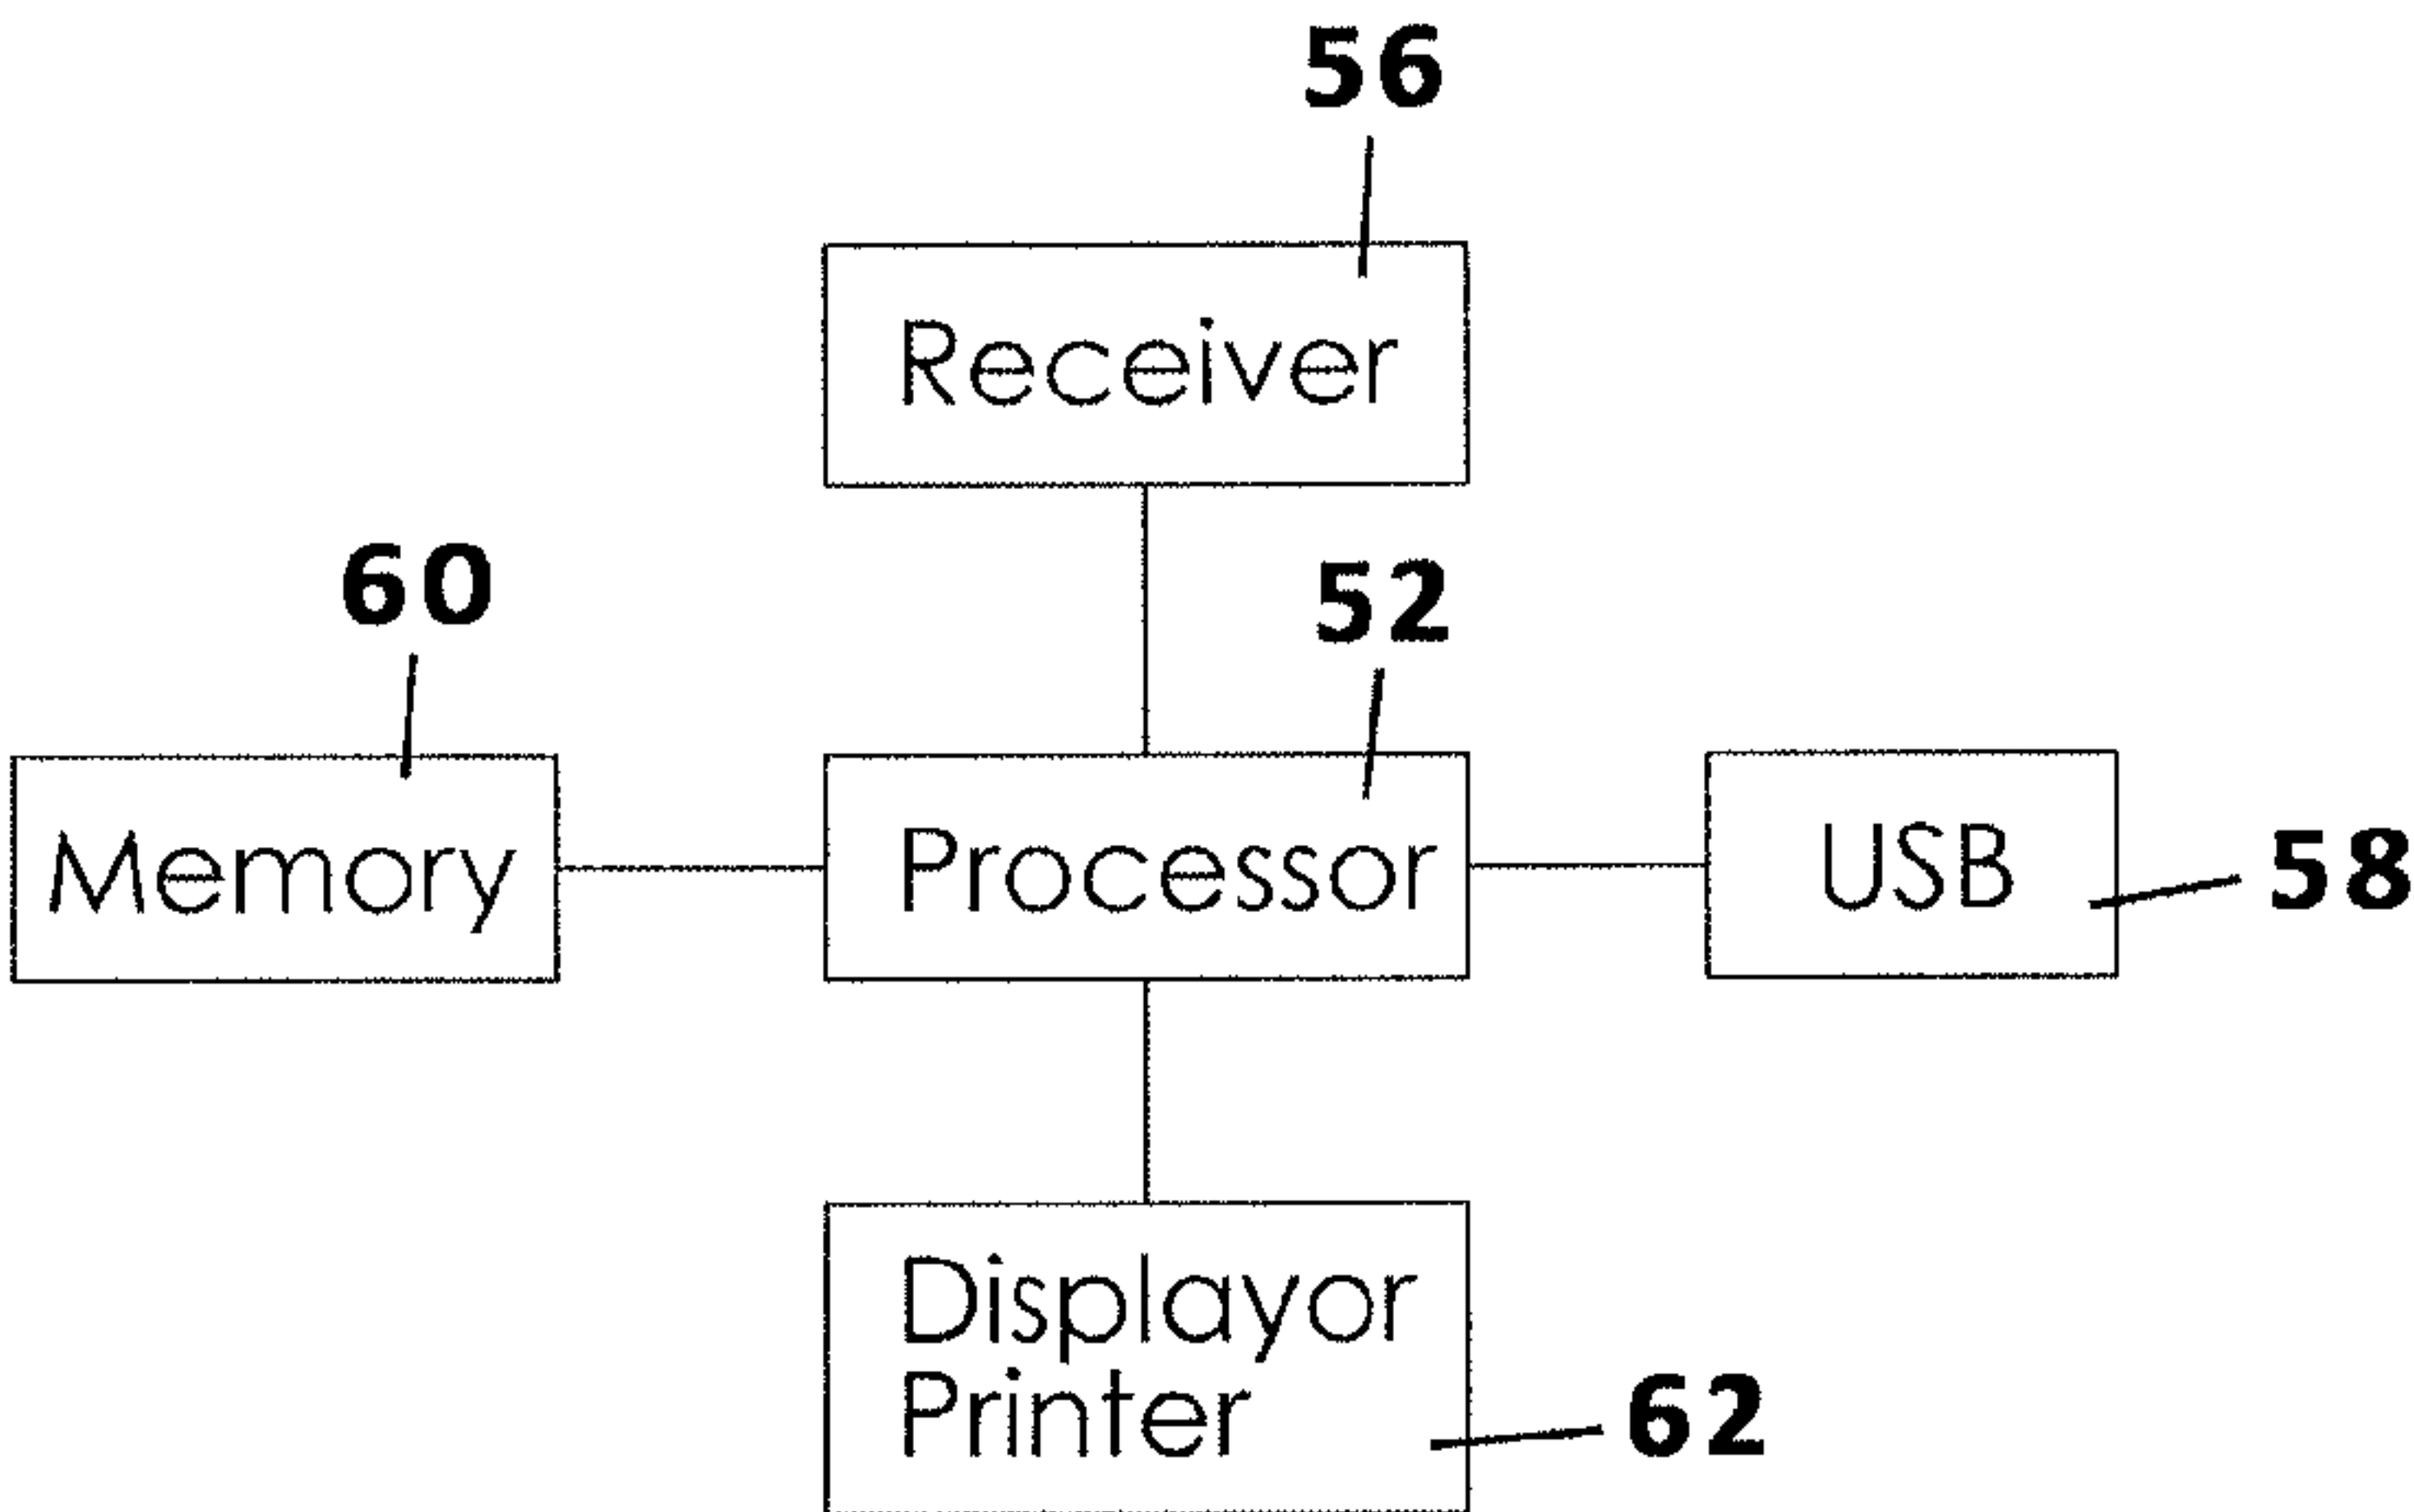 56
Receiver
60
52
Memory
Processor
USB
58
Displayor
Printer
62